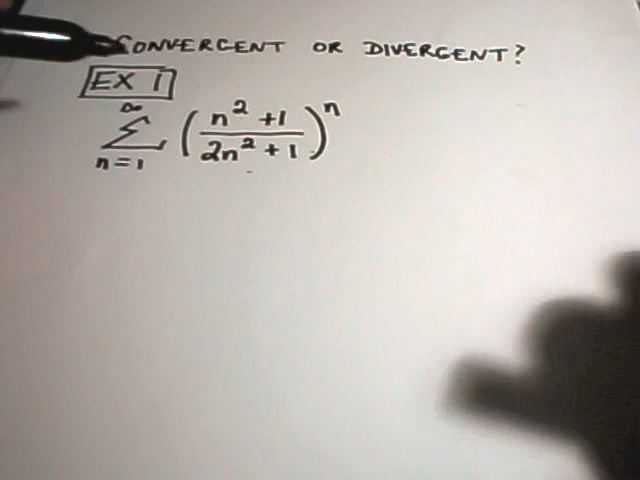 CONVERGENT OR DIVERGENT?
EX 1
∞
∑ (n² + 1 / 2n² + 1)ⁿ
n = 1